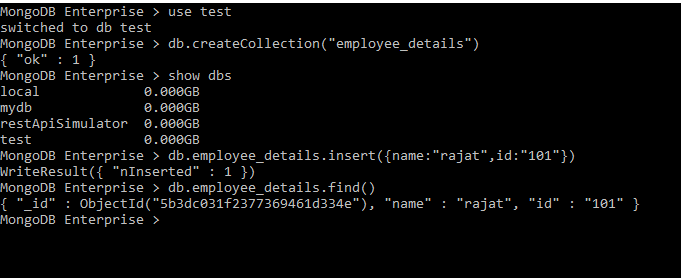 MongoDB Enterprise > use test
switched to db test
MongoDB Enterprise > db.createCollection("employee_details")
{ "ok" : 1 }
MongoDB Enterprise > show dbs
local             0.000GB
mydb              0.000GB
restApiSimulator  0.000GB
test              0.000GB
MongoDB Enterprise > db.employee_details.insert({name:"rajat",id:"101"})
WriteResult({ "nInserted" : 1 })
MongoDB Enterprise > db.employee_details.find()
{ "_id" : ObjectId("5b3dc031f2377369461d334e"), "name" : "rajat", "id" : "101" }
MongoDB Enterprise >